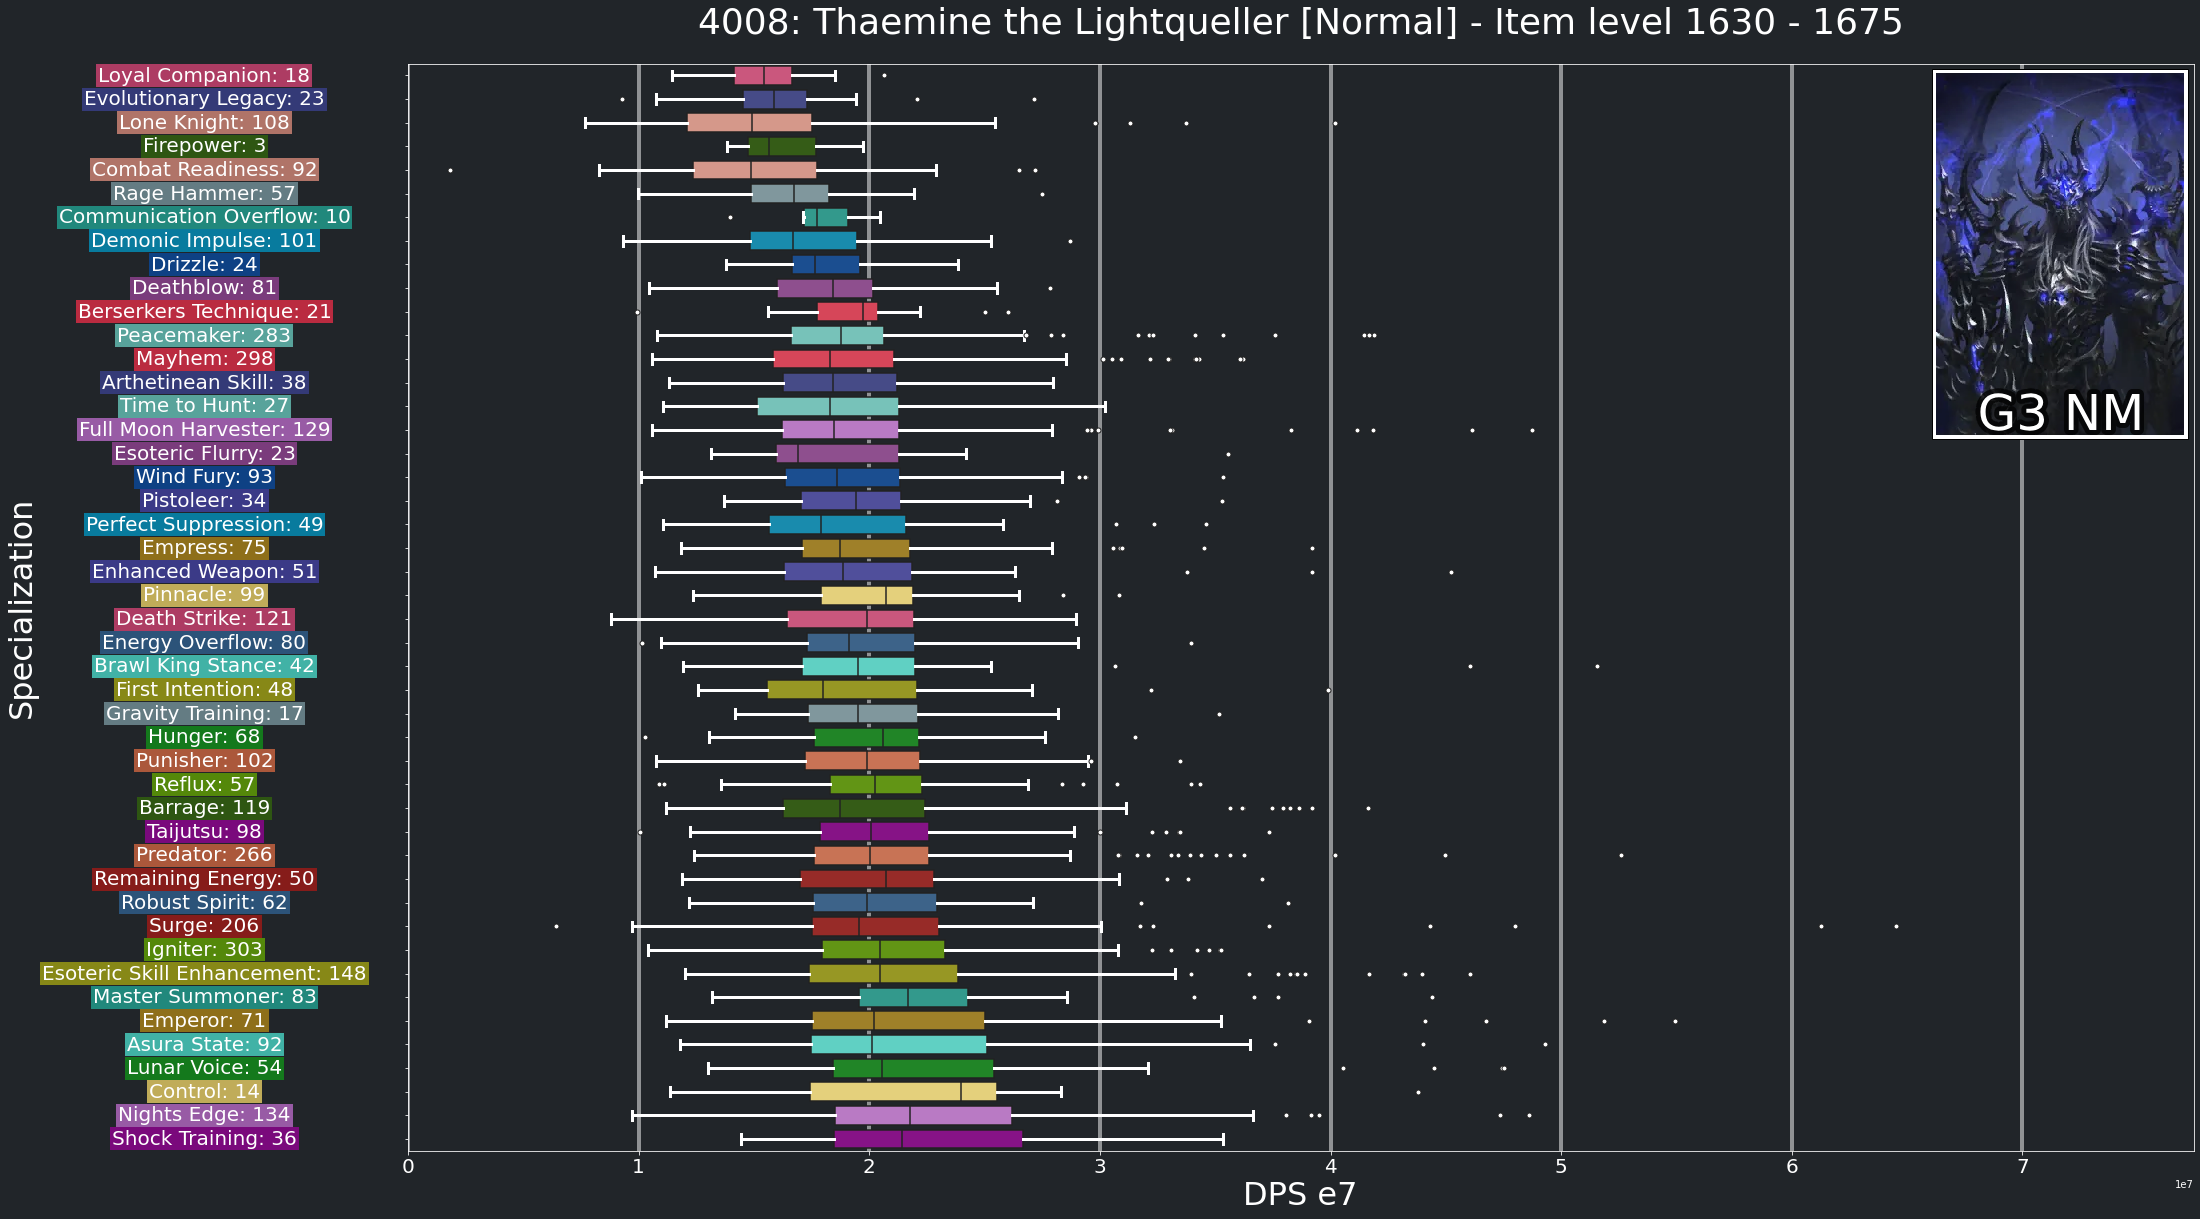 4008: Thaemine the Lightqueller [Normal] - Item level 1630 - 1675
Specialization
Loyal Companion: 18
Evolutionary Legacy: 23
Lone Knight: 108
Firepower: 3
Combat Readiness: 92
Rage Hammer: 57
Communication Overflow: 10
Demonic Impulse: 101
Drizzle: 24
Deathblow: 81
Berserkers Technique: 21
Peacemaker: 283
Mayhem: 298
Arthetinean Skill: 38
Time to Hunt: 27
Full Moon Harvester: 129
Esoteric Flurry: 23
Wind Fury: 93
Pistoleer: 34
Perfect Suppression: 49
Empress: 75
Enhanced Weapon: 51
Pinnacle: 99
Death Strike: 121
Energy Overflow: 80
Brawl King Stance: 42
First Intention: 48
Gravity Training: 17
Hunger: 68
Punisher: 102
Reflux: 57
Barrage: 119
Taijutsu: 98
Predator: 266
Remaining Energy: 50
Robust Spirit: 62
Surge: 206
Igniter: 303
Esoteric Skill Enhancement: 148
Master Summoner: 83
Emperor: 71
Asura State: 92
Lunar Voice: 54
Control: 14
Nights Edge: 134
Shock Training: 36
G3 NM
0 1 2 3 4 5 6 7
DPS e7
1e7